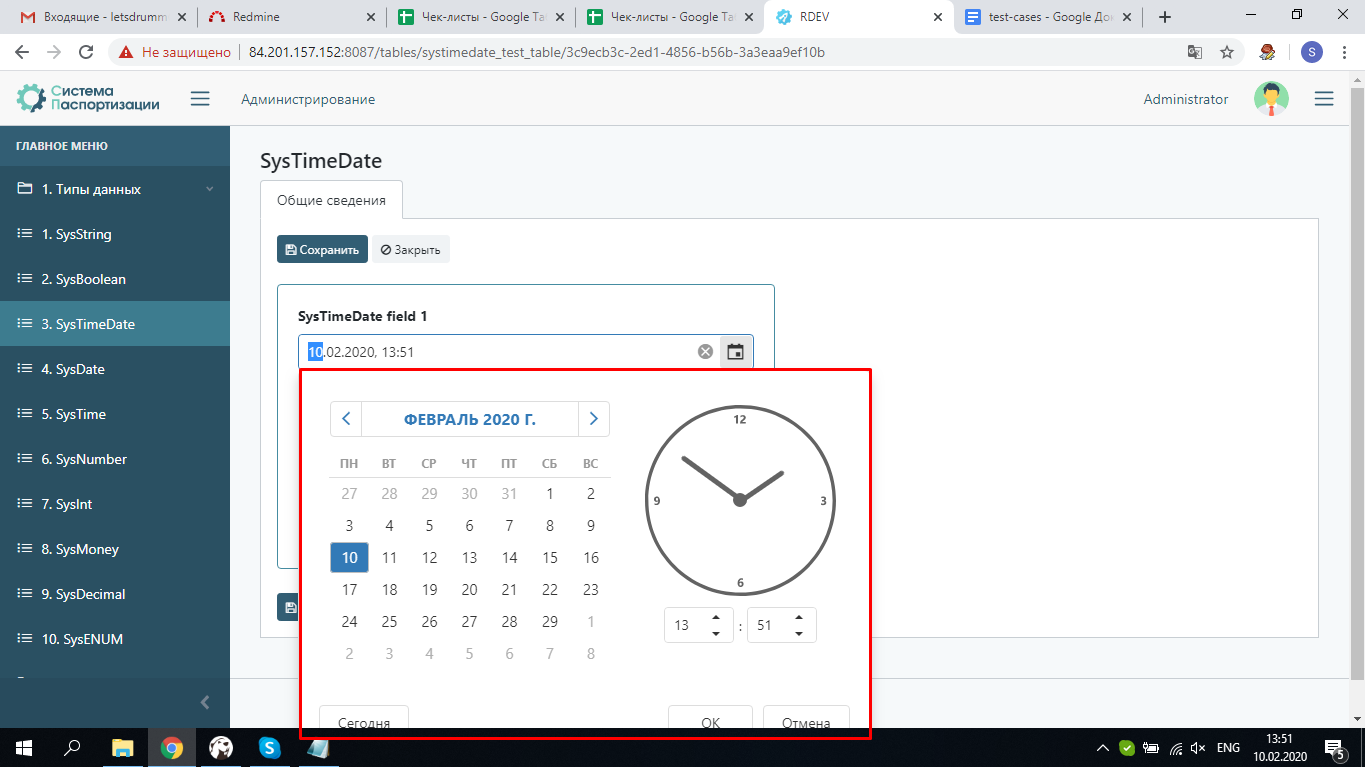 Входящие - letsdrumm
Redmine
Чек-листы - Google Та
Чек-листы - Google Та
RDEV
test-cases - Google До
Не защищено
84.201.157.152:8087/tables/systimedate_test_table/3c9ecb3c-2ed1-4856-b56b-3a3eaa9ef10b
S
Система
Паспортизации
Администрирование
Administrator
ГЛАВНОЕ МЕНЮ
1. Типы данных
1. SysString
2. SysBoolean
3. SysTimeDate
4. SysDate
5. SysTime
6. SysNumber
7. SysInt
8. SysMoney
9. SysDecimal
10. SysENUM
SysTimeDate
Общие сведения
Сохранить
Закрыть
SysTimeDate field 1
10.02.2020, 13:51
ФЕВРАЛЬ 2020 Г.
ПН ВТ СР ЧТ ПТ СБ ВС
27 28 29 30 31 1 2
3 4 5 6 7 8 9
10 11 12 13 14 15 16
17 18 19 20 21 22 23
24 25 26 27 28 29 1
2 3 4 5 6 7 8
12
9 3
6
13 : 51
Сегодня
OK
Отмена
ENG
13:51
10.02.2020
5